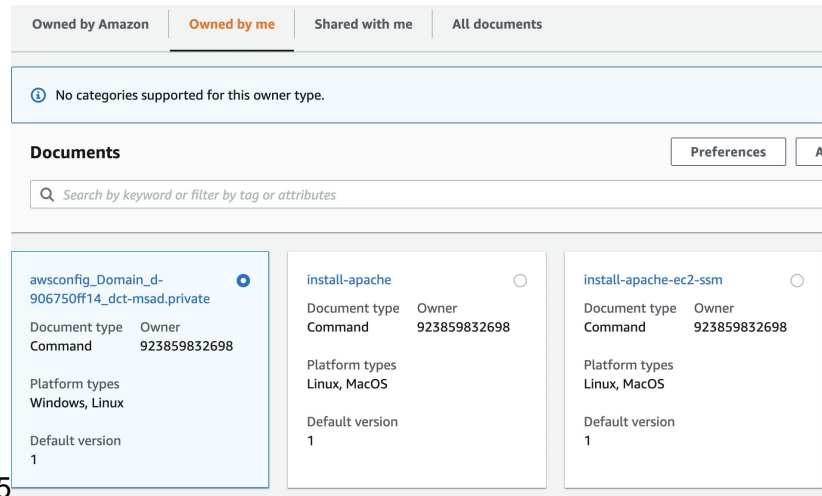 Owned by Amazon
Owned by me
Shared with me
All documents
No categories supported for this owner type.
Documents
Preferences
A
Search by keyword or filter by tag or attributes
awsconfig_Domain_d-
906750ff14_dct-msad.private
Document type Owner
Command 923859832698
Platform types
Windows, Linux
Default version
1
install-apache
Document type Owner
Command 923859832698
Platform types
Linux, MacOS
Default version
1
install-apache-ec2-ssm
Document type Owner
Command 923859832698
Platform types
Linux, MacOS
Default version
1
5